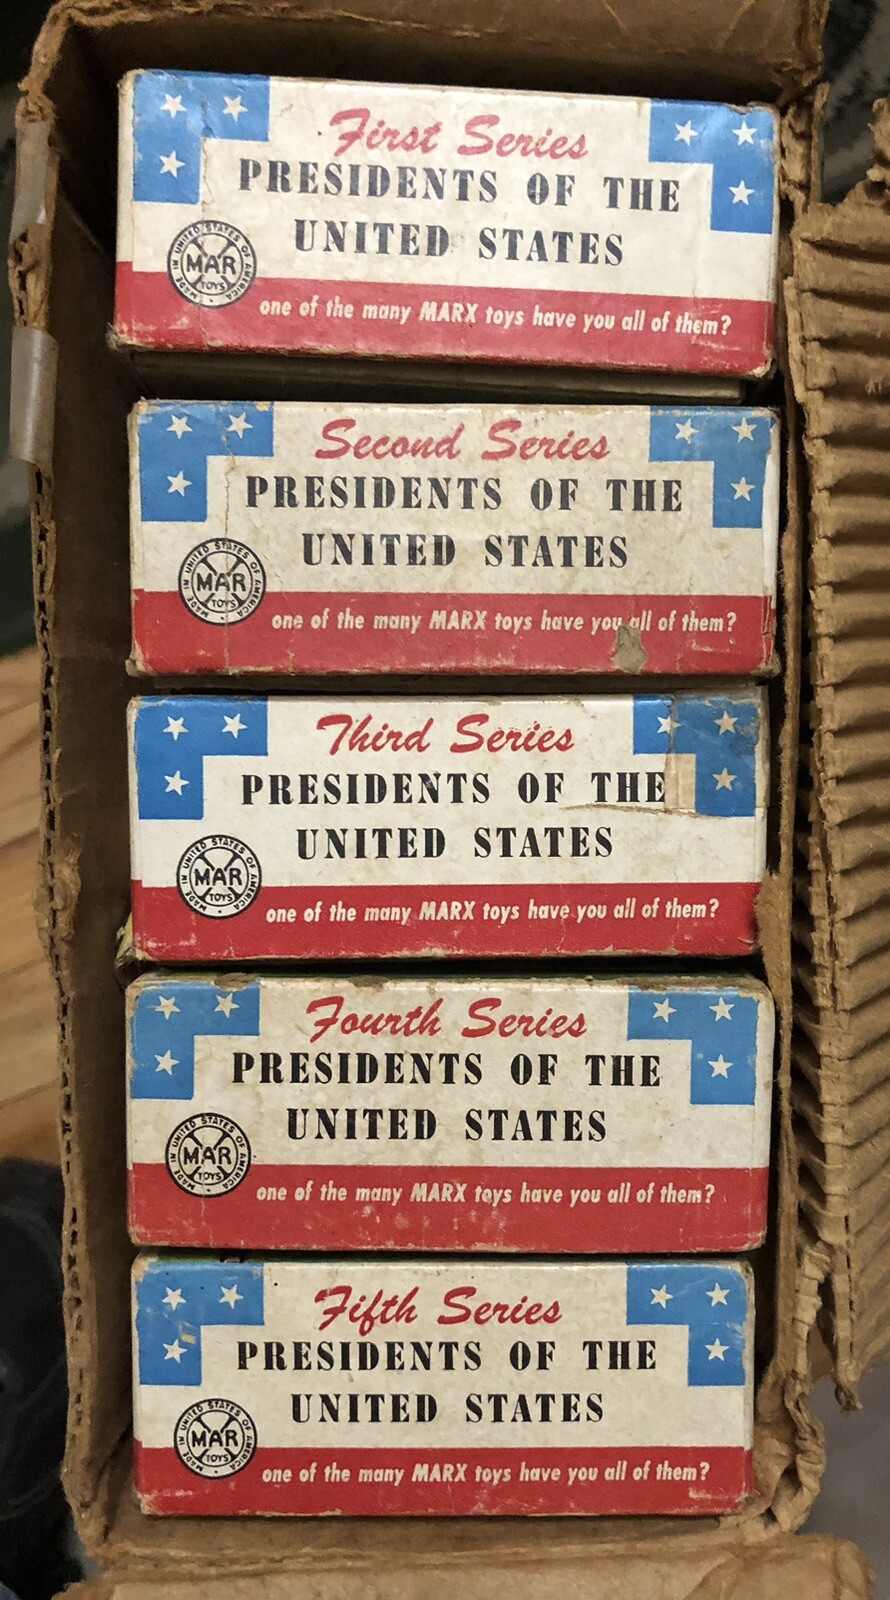 First Series
PRESIDENTS OF THE
UNITED STATES
MADE IN UNITED STATES OF AMERICA
MAR
TOYS
one of the many MARX toys have you all of them?
Second Series
PRESIDENTS OF THE
UNITED STATES
MADE IN UNITED STATES OF AMERICA
MAR
TOYS
one of the many MARX toys have you all of them?
Third Series
PRESIDENTS OF THE
UNITED STATES
MADE IN UNITED STATES OF AMERICA
MAR
TOYS
one of the many MARX toys have you all of them?
Fourth Series
PRESIDENTS OF THE
UNITED STATES
MADE IN UNITED STATES OF AMERICA
MAR
TOYS
one of the many MARX toys have you all of them?
Fifth Series
PRESIDENTS OF THE
UNITED STATES
MADE IN UNITED STATES OF AMERICA
MAR
TOYS
one of the many MARX toys have you all of them?